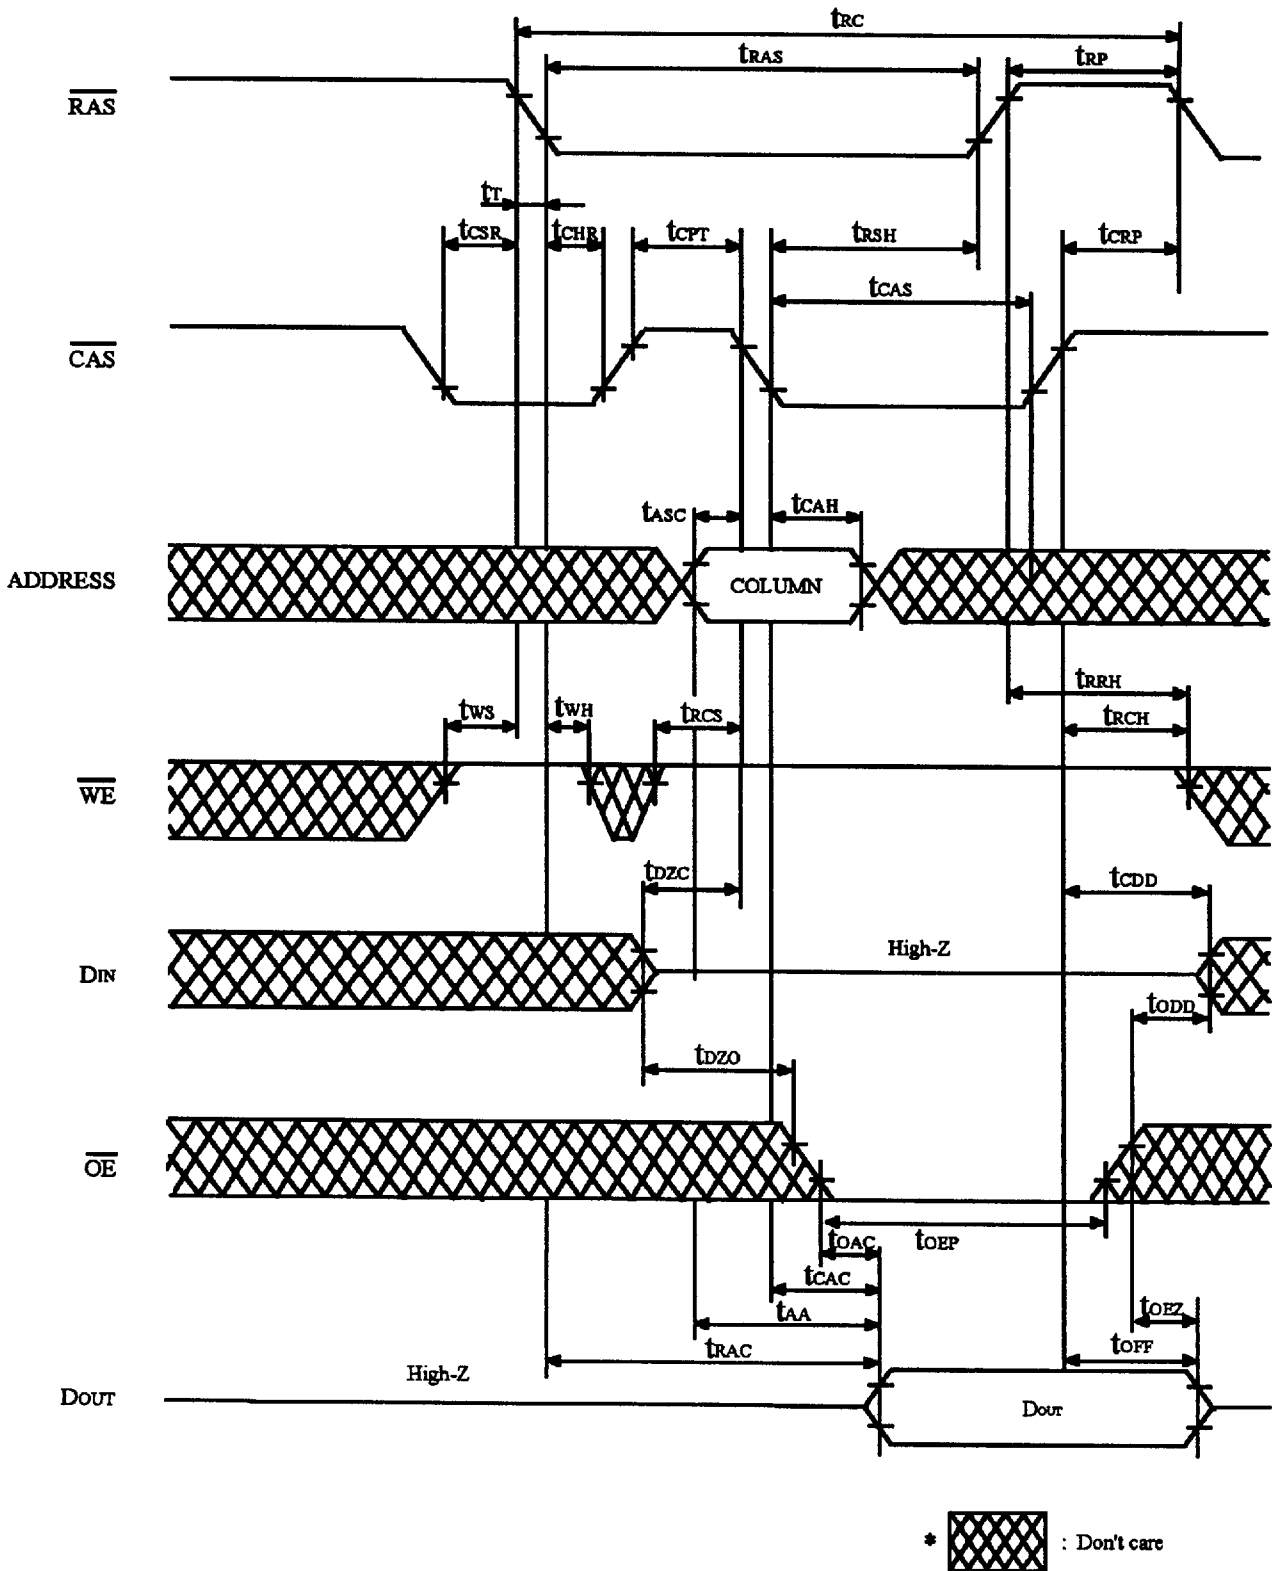 tRC
tRAS
tRP
RAS
tT
tCSR
tCHR
tCPT
tRSH
tCRP
tCAS
CAS
tASC
tCAH
ADDRESS
COLUMN
tRRH
tWS
tWH
tRCS
tRCH
WE
tDZC
tCDD
DIN
High-Z
tODD
tDZO
OE
tOAC
tOEP
tCAC
tAA
tOEZ
tRAC
tOFF
High-Z
DOUT
DOUT
* : Don't care